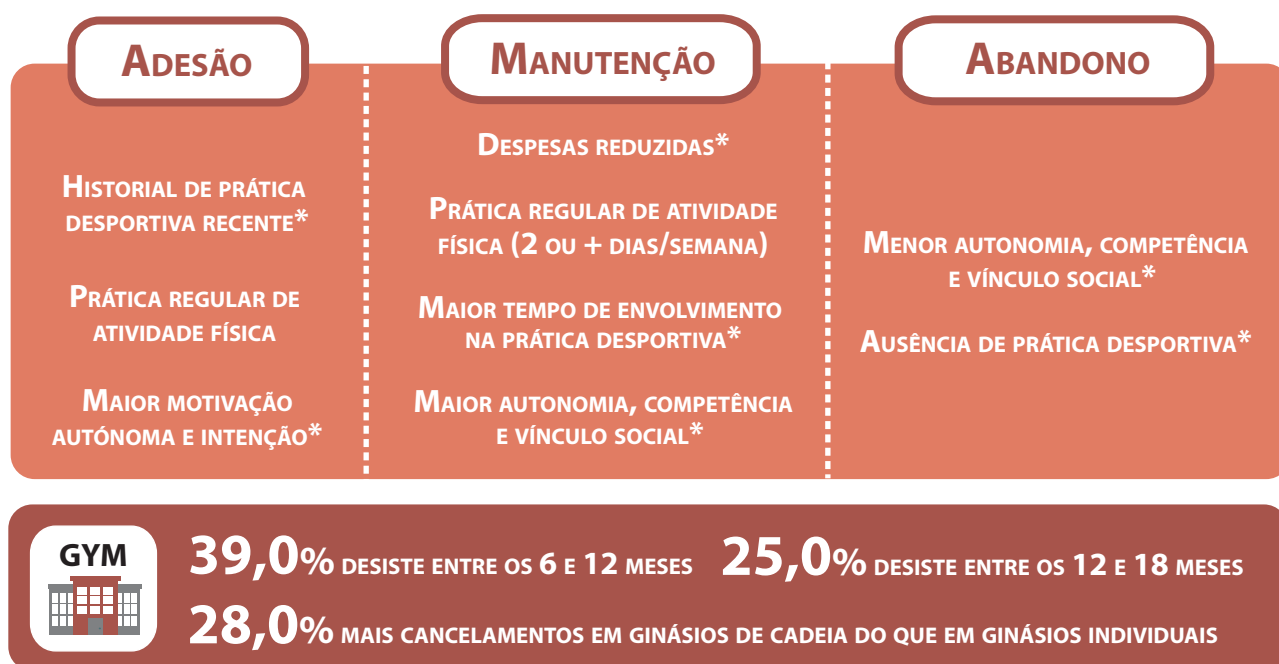 ADESÃO
HISTORIAL DE PRÁTICA
DESPORTIVA RECENTE*
PRÁTICA REGULAR DE
ATIVIDADE FÍSICA
MAIOR MOTIVAÇÃO
AUTÓNOMA E INTENÇÃO*
MANUTENÇÃO
DESPESAS REDUZIDAS*
PRÁTICA REGULAR DE ATIVIDADE
FÍSICA (2 OU + DIAS/SEMANA)
MAIOR TEMPO DE ENVOLVIMENTO
NA PRÁTICA DESPORTIVA*
MAIOR AUTONOMIA, COMPETÊNCIA
E VÍNCULO SOCIAL*
ABANDONO
MENOR AUTONOMIA, COMPETÊNCIA
E VÍNCULO SOCIAL*
AUSÊNCIA DE PRÁTICA DESPORTIVA*
GYM
39,0% DESISTE ENTRE OS 6 E 12 MESES
25,0% DESISTE ENTRE OS 12 E 18 MESES
28,0% MAIS CANCELAMENTOS EM GINÁSIOS DE CADEIA DO QUE EM GINÁSIOS INDIVIDUAIS